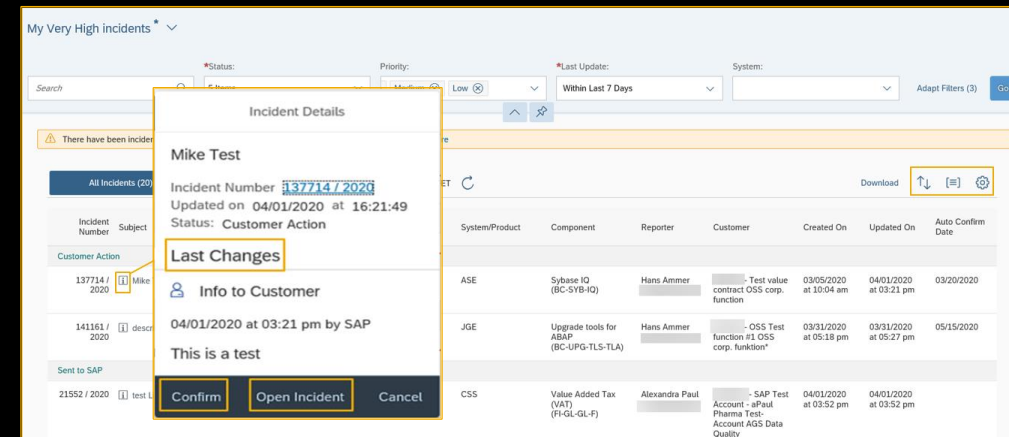 My Very High incidents *
*Status:
Priority:
*Last Update:
System:
Search
5 Items
Medium
Low
Within Last 7 Days
Adapt Filters (3)
Go
There have been inciden
re
All Incidents (20)
ET
Download
Incident Number
Subject
System/Product
Component
Reporter
Customer
Created On
Updated On
Auto Confirm Date
Customer Action
137714 / 2020
Mike
ASE
Sybase IQ (BC-SYB-IQ)
Hans Ammer
- Test value contract OSS corp. function
03/05/2020 at 10:04 am
04/01/2020 at 03:21 pm
03/20/2020
141161 / 2020
descr
JGE
Upgrade tools for ABAP (BC-UPG-TLS-TLA)
Hans Ammer
- OSS Test function #1 OSS corp. funktion*
03/31/2020 at 05:18 pm
03/31/2020 at 05:27 pm
05/15/2020
Sent to SAP
21552 / 2020
test L
CSS
Value Added Tax (VAT) (FI-GL-GL-F)
Alexandra Paul
- SAP Test Account - aPaul Pharma Test- Account AGS Data Quality
04/01/2020 at 03:52 pm
04/01/2020 at 03:52 pm
Incident Details
Mike Test
Incident Number 137714 / 2020
Updated on 04/01/2020 at 16:21:49
Status: Customer Action
Last Changes
Info to Customer
04/01/2020 at 03:21 pm by SAP
This is a test
Confirm
Open Incident
Cancel